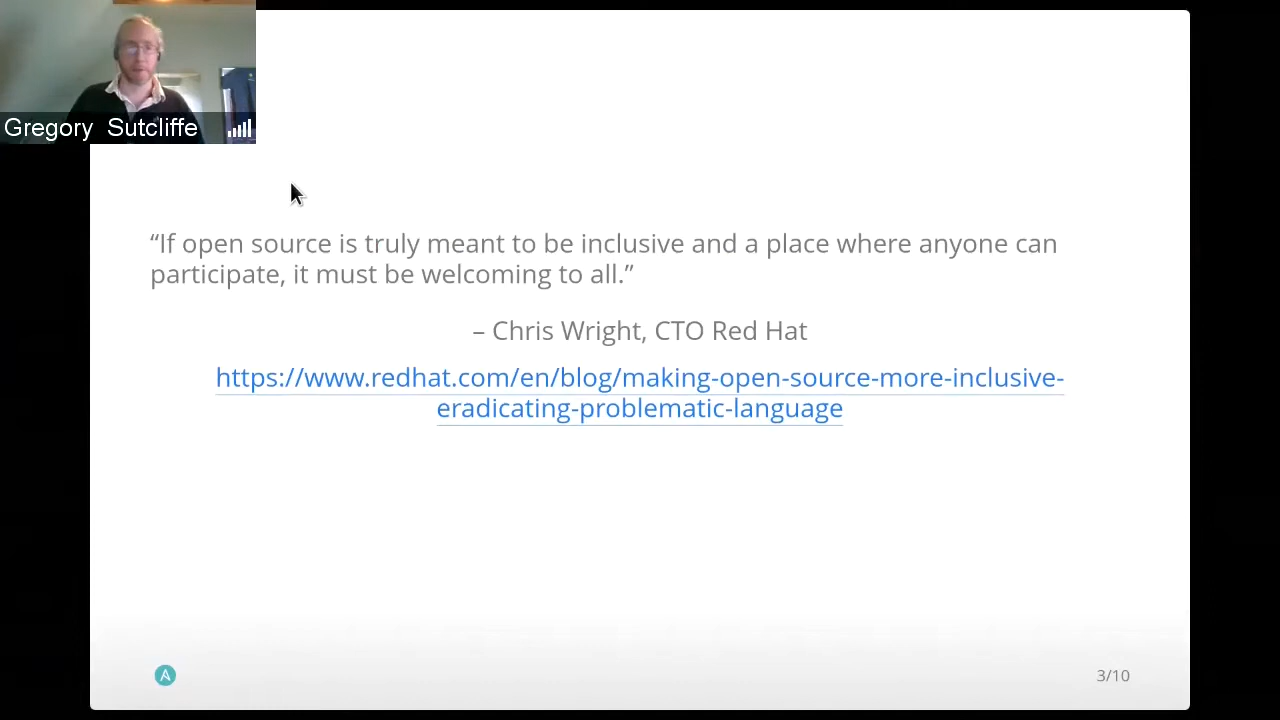 Gregory Sutcliffe
“If open source is truly meant to be inclusive and a place where anyone can
participate, it must be welcoming to all.”
– Chris Wright, CTO Red Hat
https://www.redhat.com/en/blog/making-open-source-more-inclusive-
eradicating-problematic-language
A
3/10